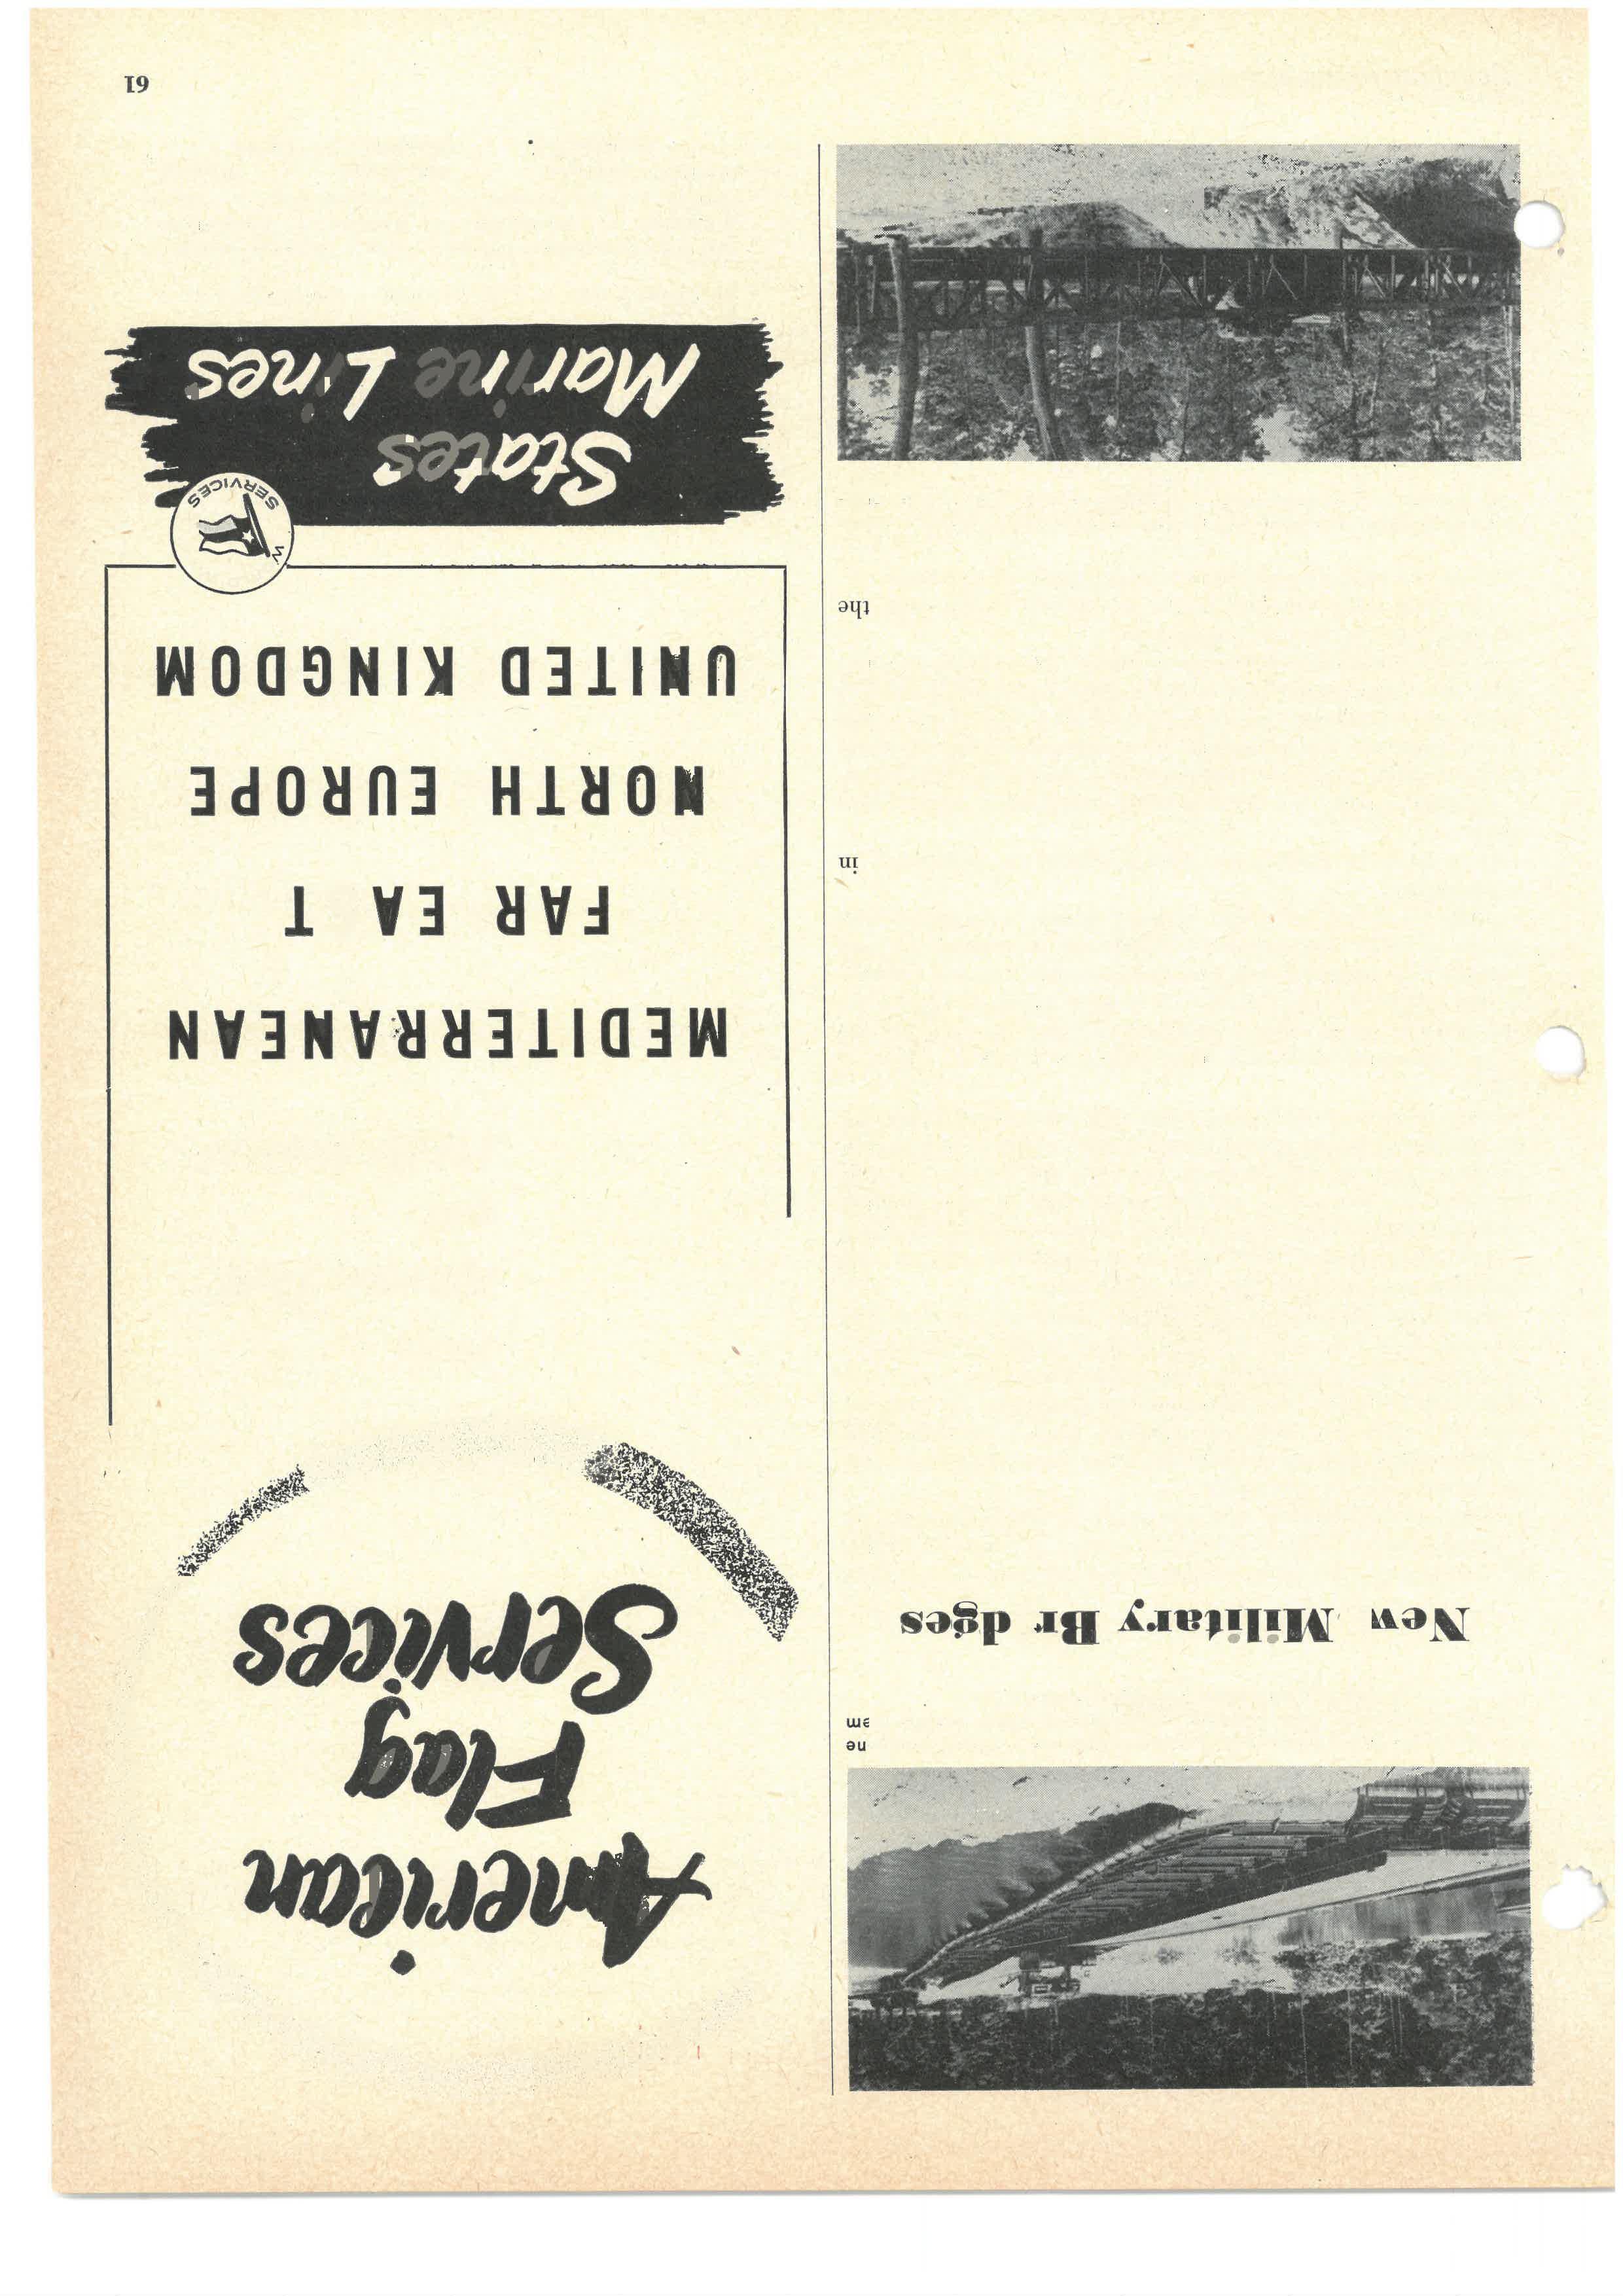 ne
New Military Br dges
in
the
American
Flag
Services
MEDITERRANEAN
FAR EA T
NORTH EUROPE
UNITED KINGDOM
W
SERVICES
States
Marine Lines
61